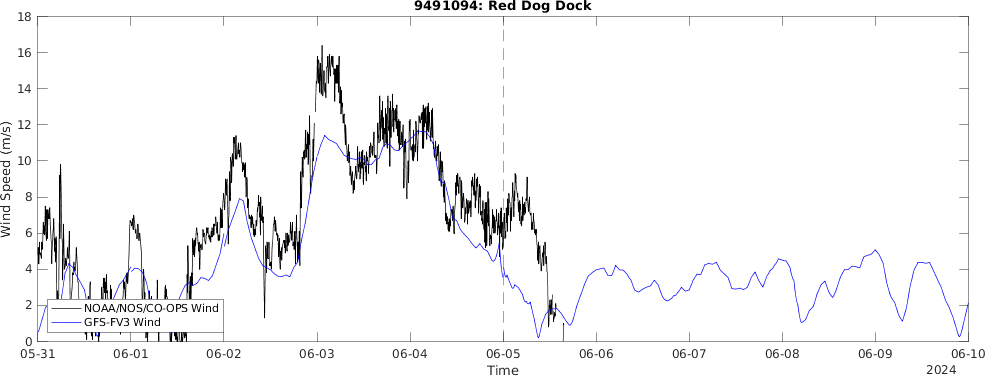 9491094: Red Dog Dock
Wind Speed (m/s)
18
16
14
12
10
8
6
4
2
0
NOAA/NOS/CO-OPS Wind
GFS-FV3 Wind
05-31 06-01 06-02 06-03 06-04 06-05 06-06 06-07 06-08 06-09 06-10
Time
2024